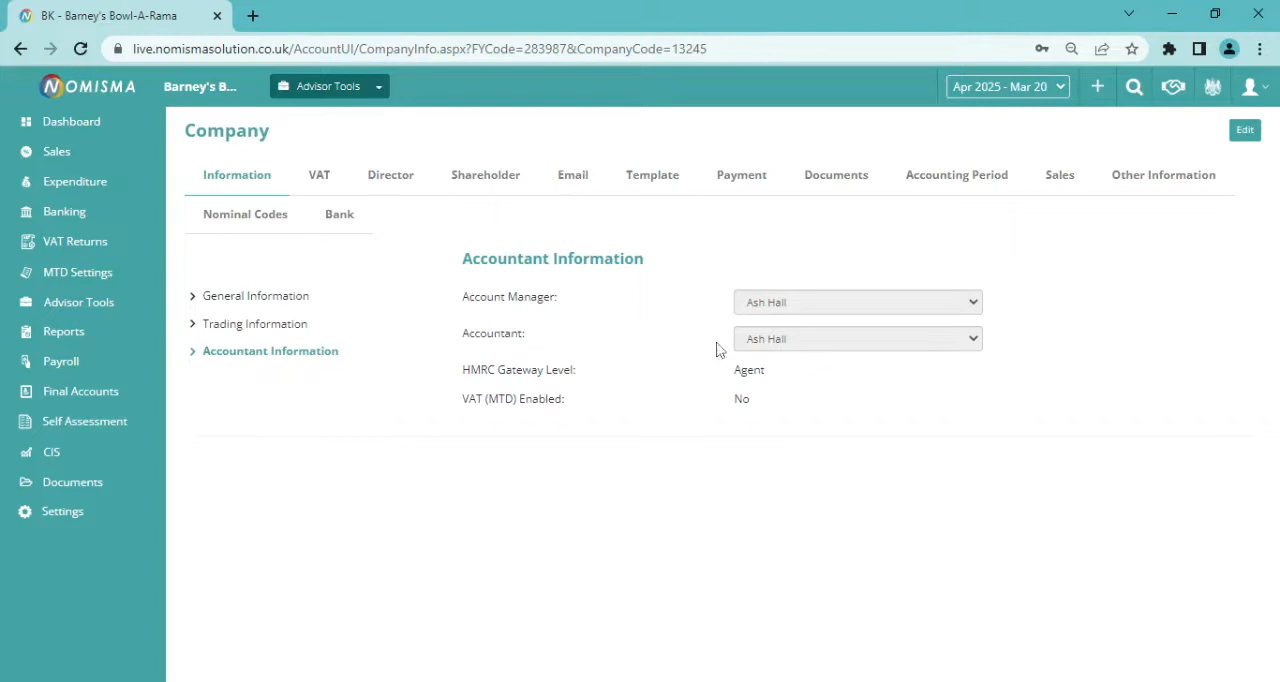 BK - Barney's Bowl-A-Rama
live.nomismasolution.co.uk/AccountUI/CompanyInfo.aspx?FYCode=283987&CompanyCode=13245
NOMISMA
Barney's B...
Advisor Tools
Apr 2025 - Mar 20
Dashboard
Sales
Expenditure
Banking
VAT Returns
MTD Settings
Advisor Tools
Reports
Payroll
Final Accounts
Self Assessment
CIS
Documents
Settings
Company
Edit
Information VAT Director Shareholder Email Template Payment Documents Accounting Period Sales Other Information
Nominal Codes Bank
General Information
Trading Information
Accountant Information
Accountant Information
Account Manager: Ash Hall
Accountant: Ash Hall
HMRC Gateway Level: Agent
VAT (MTD) Enabled: No